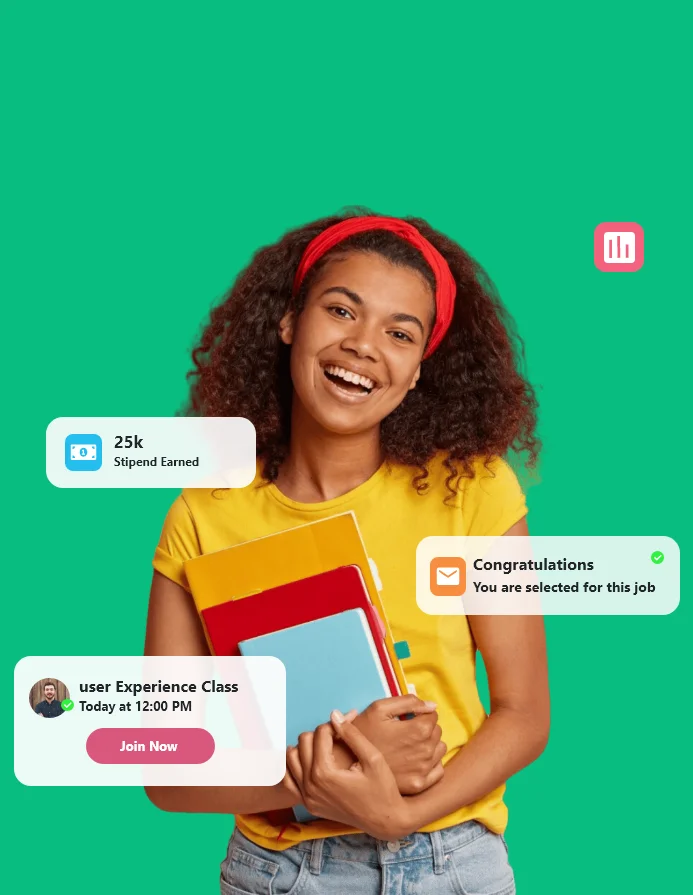 25k
Stipend Earned
Congratulations
You are selected for this job
user Experience Class
Today at 12:00 PM
Join Now